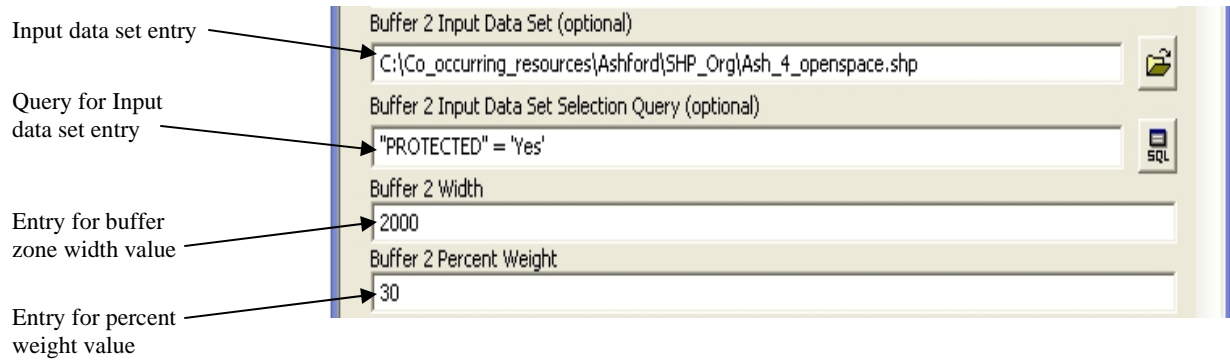 Input data set entry
Buffer 2 Input Data Set (optional)
C:\Co_occurring_resources\Ashford\SHP_Org\Ash_4_openspace.shp
Query for Input
data set entry
Buffer 2 Input Data Set Selection Query (optional)
"PROTECTED" = 'Yes'
SQL
Entry for buffer
zone width value
Buffer 2 Width
2000
Entry for percent
weight value
Buffer 2 Percent Weight
30